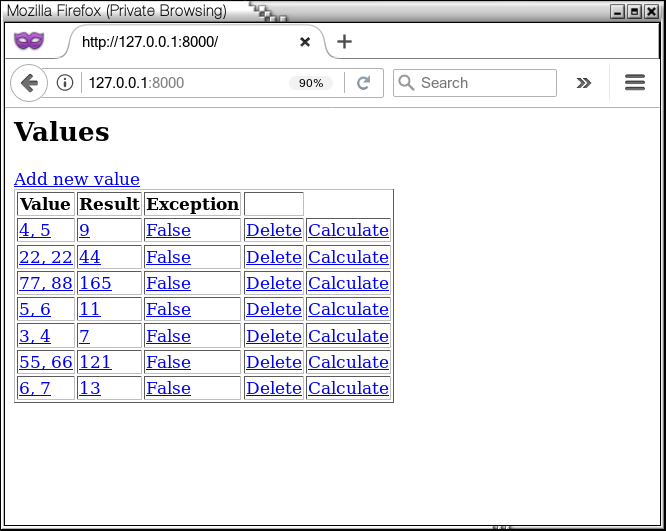 Mozilla Firefox (Private Browsing)
http://127.0.0.1:8000/
127.0.0.1:8000 90% Search
Values
Add new value
Value Result Exception
4, 5 9 False Delete Calculate
22, 22 44 False Delete Calculate
77, 88 165 False Delete Calculate
5, 6 11 False Delete Calculate
3, 4 7 False Delete Calculate
55, 66 121 False Delete Calculate
6, 7 13 False Delete Calculate